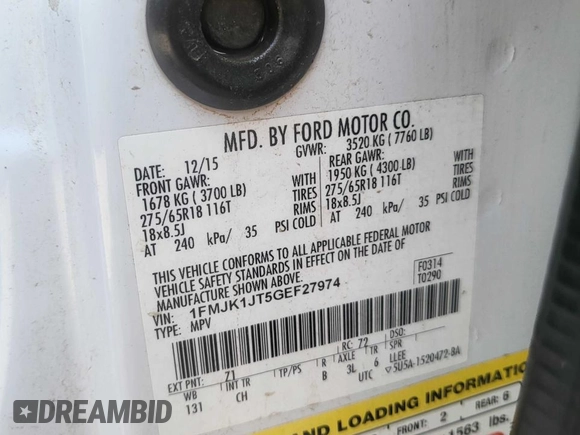 MFD. BY FORD MOTOR CO.
DATE: 12/15
GVWR: 3520 KG ( 7760 LB)
FRONT GAWR:
1678 KG ( 3700 LB) WITH
275/65R18 116T TIRES
18x8.5J RIMS
AT 240 kPa/ 35 PSI COLD
REAR GAWR:
1950 KG ( 4300 LB) WITH
275/65R18 116T TIRES
18x8.5J RIMS
AT 240 kPa/ 35 PSI COLD
THIS VEHICLE CONFORMS TO ALL APPLICABLE FEDERAL MOTOR
VEHICLE SAFETY STANDARDS IN EFFECT ON THE DATE OF
MANUFACTURE SHOWN ABOVE.
VIN: 1FMJK1JT5GEF27974
TYPE: MPV
F0314
T0290
EXT PNT: 71 RC: 72 DSO:
WB INT TR TP/PS R AXLE TR SPR
131 CH B 3L 6 LLEE
UTC 5U5A-1520472-BA
AND LOADING INFORMATION
FRONT: 2 REAR: 6
1563 lbs.
DREAMBID